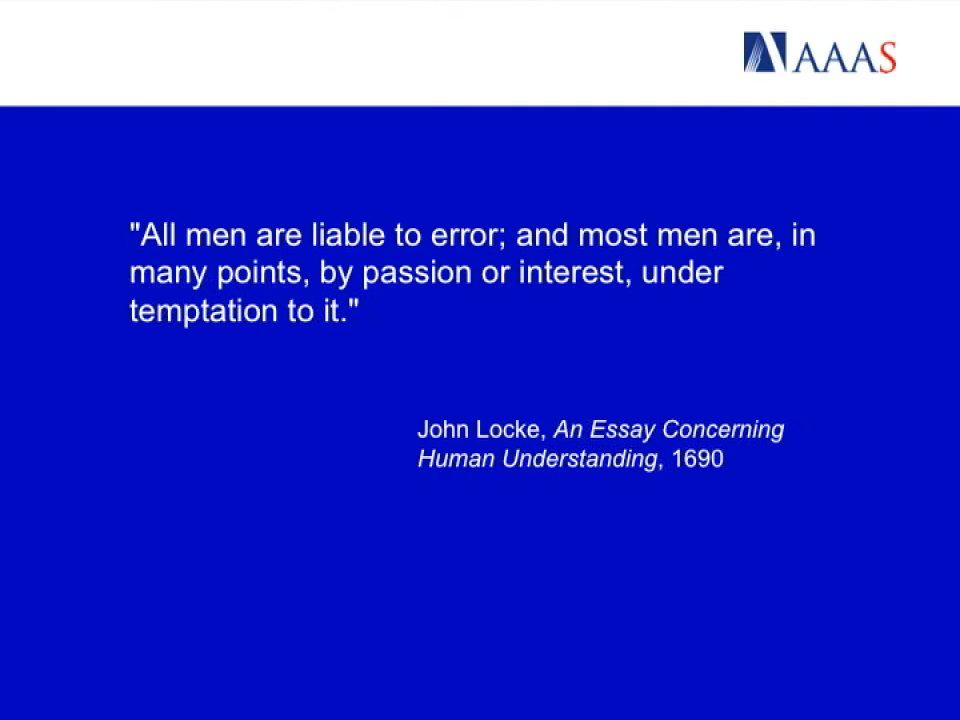 AAAS
"All men are liable to error; and most men are, in
many points, by passion or interest, under
temptation to it."
John Locke, An Essay Concerning
Human Understanding, 1690